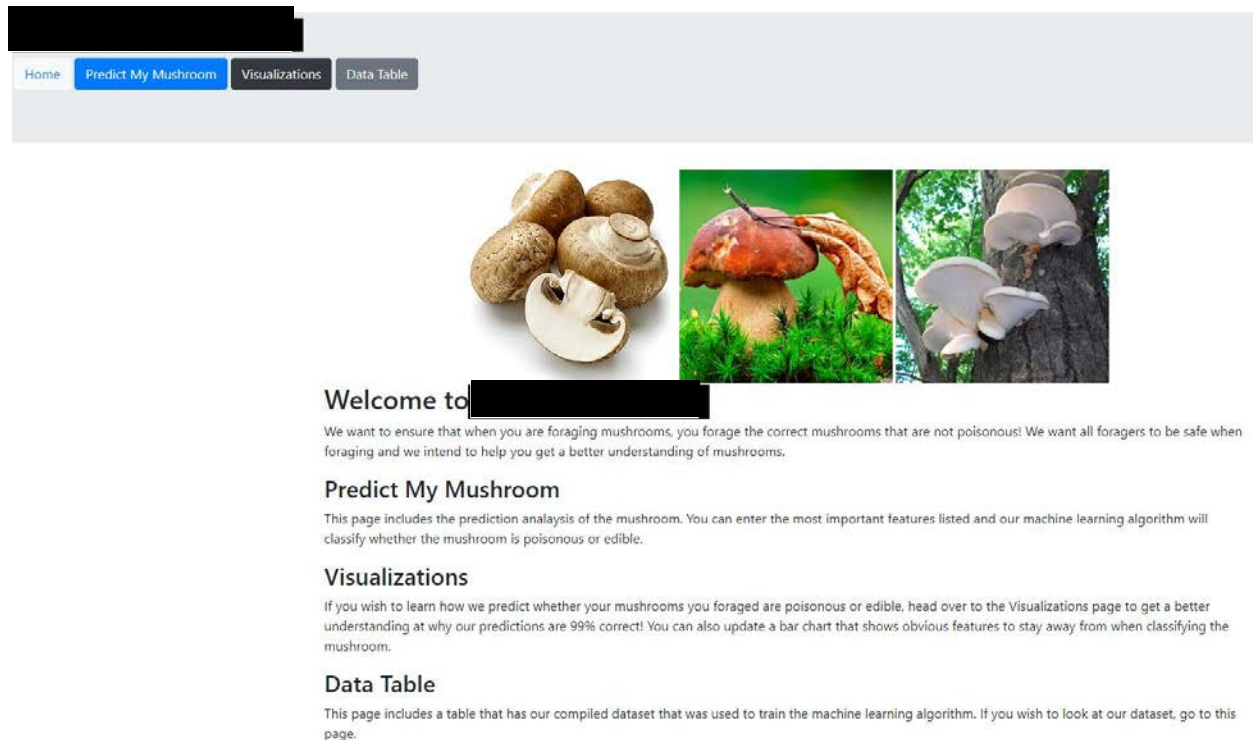 Home Predict My Mushroom Visualizations Data Table
Welcome to
We want to ensure that when you are foraging mushrooms, you forage the correct mushrooms that are not poisonous! We want all foragers to be safe when
foraging and we intend to help you get a better understanding of mushrooms.
Predict My Mushroom
This page includes the prediction analaysis of the mushroom. You can enter the most important features listed and our machine learning algorithm will
classify whether the mushroom is poisonous or edible.
Visualizations
If you wish to learn how we predict whether your mushrooms you foraged are poisonous or edible, head over to the Visualizations page to get a better
understanding at why our predictions are 99% correct! You can also update a bar chart that shows obvious features to stay away from when classifying the
mushroom.
Data Table
This page includes a table that has our compiled dataset that was used to train the machine learning algorithm. If you wish to look at our dataset, go to this
page.